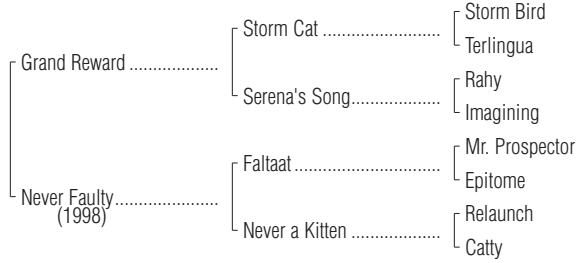 Storm Bird
Storm Cat ........................
Terlingua
Grand Reward ..................
Rahy
Serena's Song..................
Imagining
Mr. Prospector
Faltaat..............................
Epitome
Never Faulty.....................
(1998)
Relaunch
Never a Kitten ..................
Catty